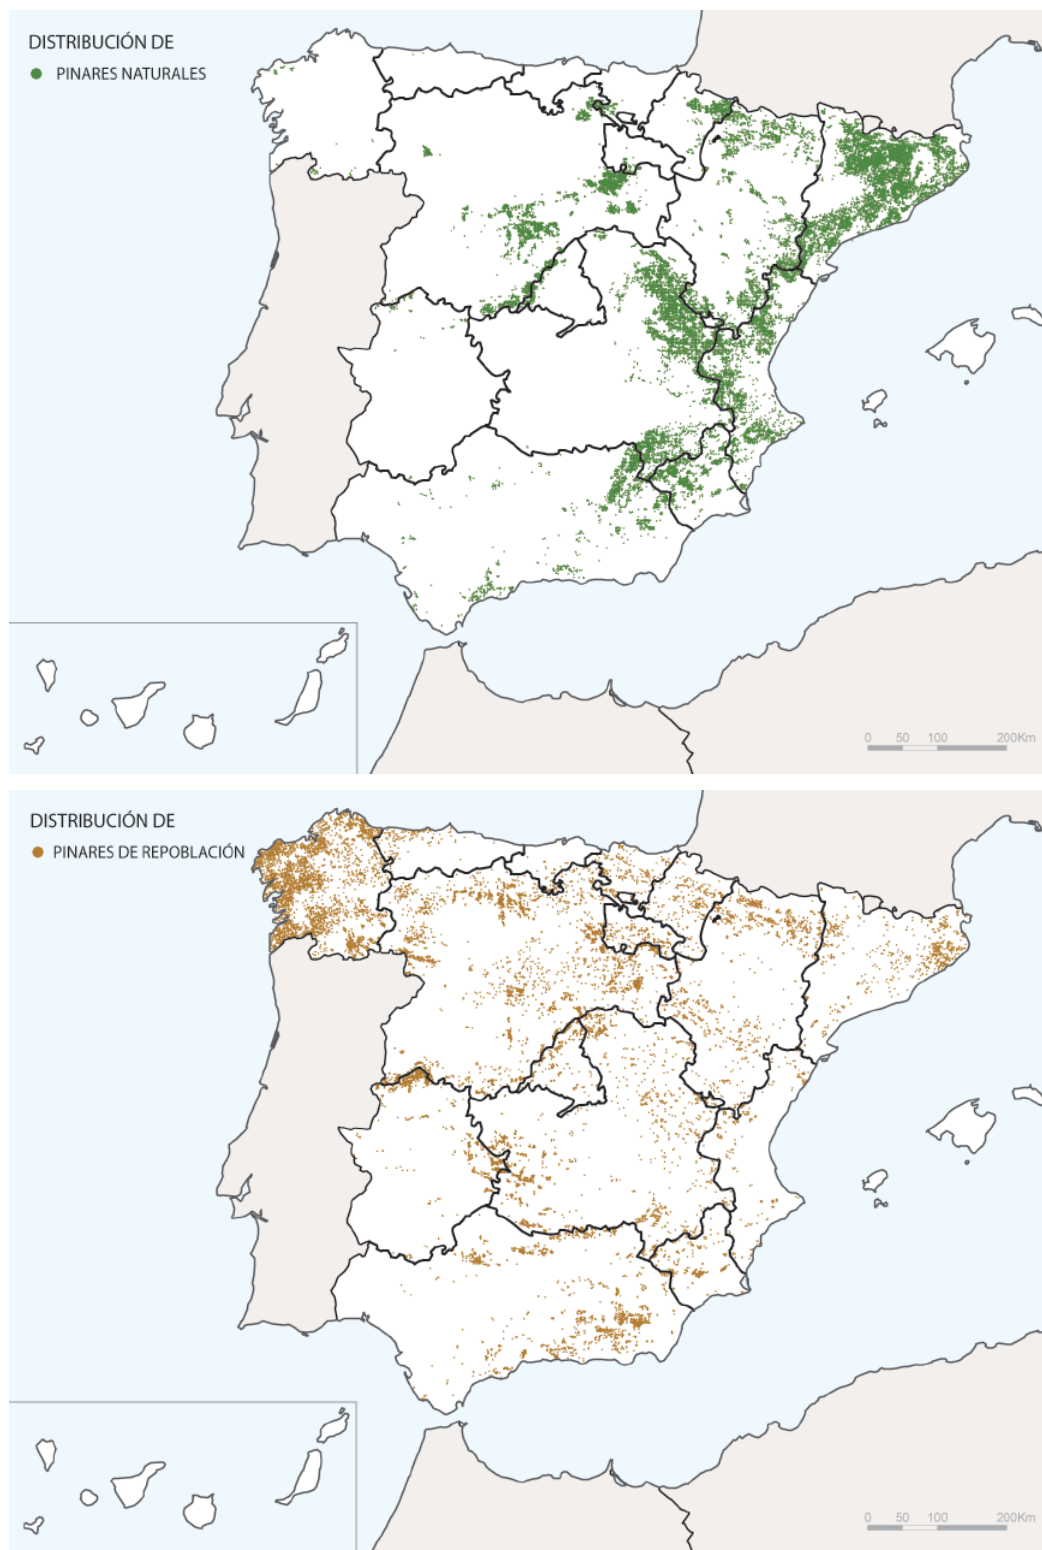 DISTRIBUCIÓN DE
PINARES NATURALES
0 50 100 200Km
DISTRIBUCIÓN DE
PINARES DE REPOBLACIÓN
0 50 100 200Km